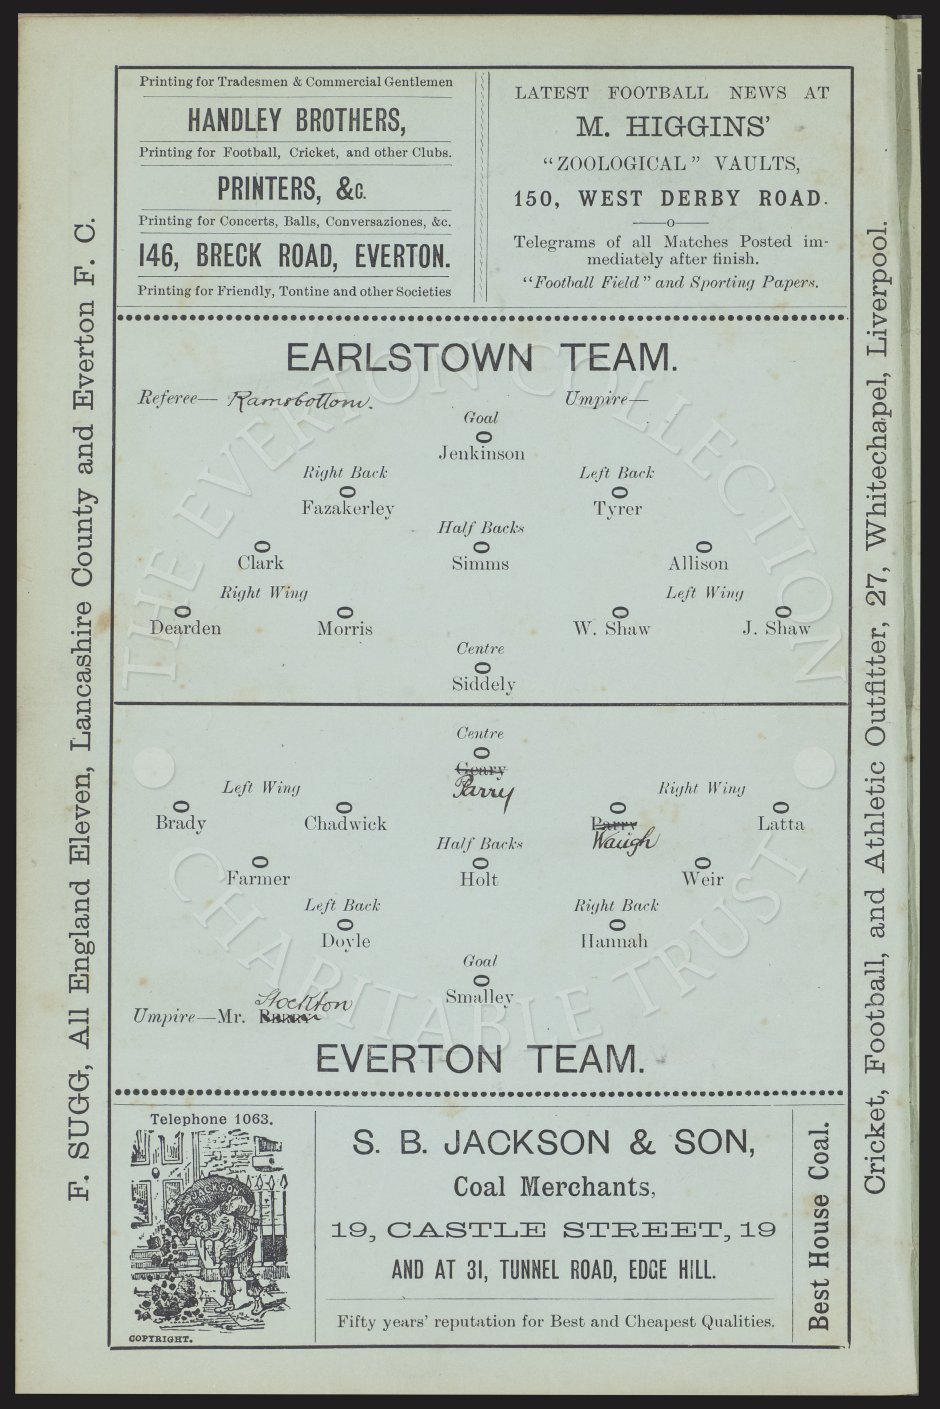 Printing for Tradesmen & Commercial Gentlemen
HANDLEY BROTHERS,
Printing for Football, Cricket, and other Clubs.
PRINTERS, &c.
Printing for Concerts, Balls, Conversaziones, &c.
146, BRECK ROAD, EVERTON.
Printing for Friendly, Tontine and other Societies
LATEST FOOTBALL NEWS AT
M. HIGGINS'
"ZOOLOGICAL" VAULTS,
150, WEST DERBY ROAD.
Telegrams of all Matches Posted im-
mediately after finish.
"Football Field" and Sporting Papers.
F. SUGG, All England Eleven, Lancashire County and Everton F. C.
EARLSTOWN TEAM.
Referee— Ramsbottom. Umpire—
Goal
O
Jenkinson
Right Back Left Back
O O
Fazakerley Tyrer
Half Backs
O O O
Clark Simms Allison
Right Wing Left Wing
O O O O
Dearden Morris W. Shaw J. Shaw
Centre
O
Siddely
Centre
O
Geary
Parry
Left Wing Right Wing
O O O O
Brady Chadwick Parry Latta
Waugh
Half Backs
O O O
Farmer Holt Weir
Left Back Right Back
O O
Doyle Hannah
Goal
O
Smalley
Stockton
Umpire—Mr. BERRY
EVERTON TEAM.
Telephone 1063.
JACKSON
COPYRIGHT.
S. B. JACKSON & SON,
Coal Merchants,
19, CASTLE STREET, 19
AND AT 31, TUNNEL ROAD, EDGE HILL.
Fifty years' reputation for Best and Cheapest Qualities.
Best House Coal.
Cricket, Football, and Athletic Outfitter, 27, Whitechapel, Liverpool.
THE EVERTON COLLECTION
CHARITABLE TRUST